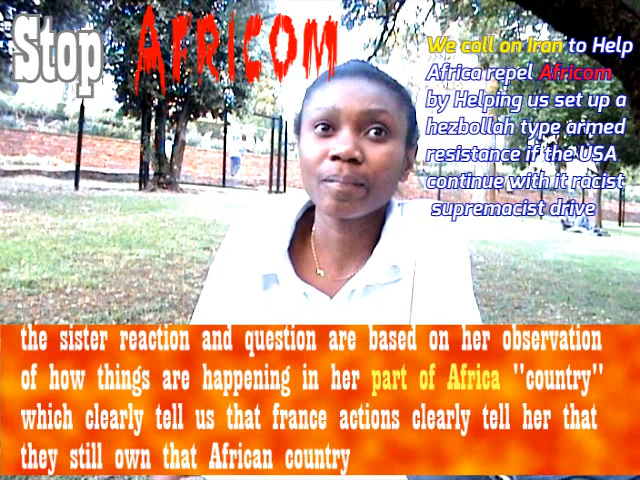 Stop AFRICOM
We call on Iran to Help
Africa repel Africom
by Helping us set up a
hezbollah type armed
resistance if the USA
continue with it racist
supremacist drive
the sister reaction and question are based on her observation
of how things are happening in her part of Africa "country"
which clearly tell us that france actions clearly tell her that
they still own that African country